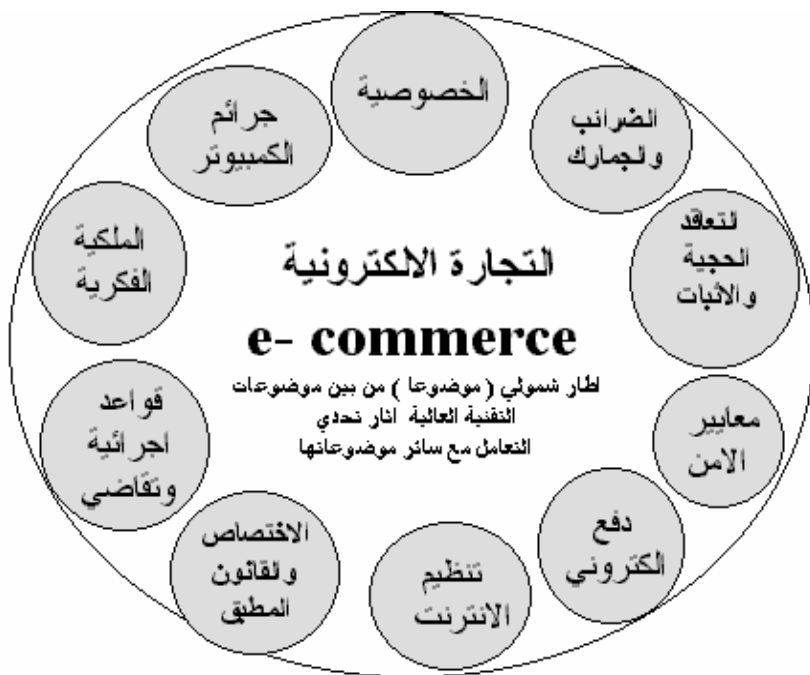 الخصوصية
الضرائب
والجمارك
التعاقد
الحجية
والاثبات
معايير
الامن
دفع
الكتروني
تنظيم
الانترنت
الاختصاص
والقانون
المطبق
قواعد
اجرائية
وتقاضي
الملكية
الفكرية
جرائم
الكمبيوتر
التجارة الالكترونية
e- commerce
اطار شمولي ( موضوعا ) من بين موضوعات
التقنية العالية اثار تحدي
التعامل مع سائر موضوعاتها